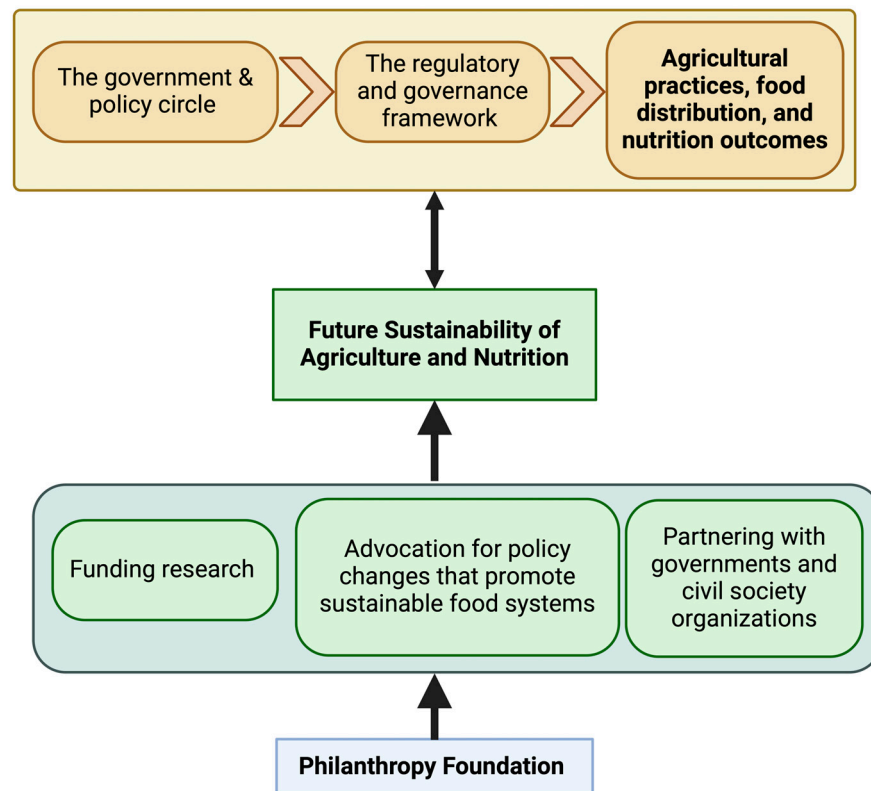 The government &
policy circle
The regulatory
and governance
framework
Agricultural
practices, food
distribution, and
nutrition outcomes
Future Sustainability of
Agriculture and Nutrition
Funding research
Advocation for policy
changes that promote
sustainable food systems
Partnering with
governments and
civil society
organizations
Philanthropy Foundation